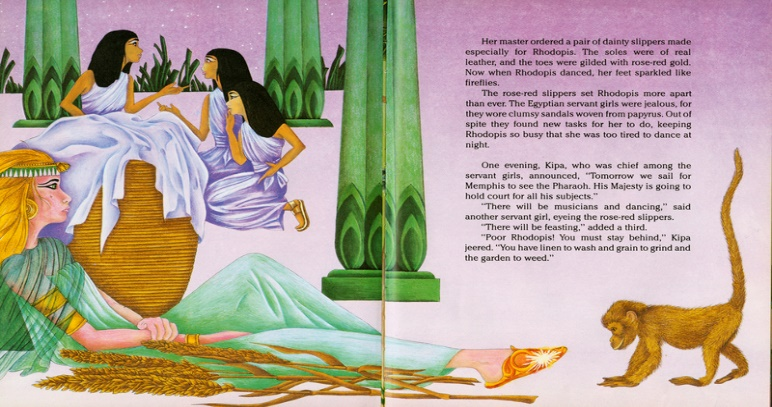 Her master ordered a pair of dainty slippers made
especially for Rhodopis. The soles were of real
leather, and the toes were gilded with rose-red gold.
Now when Rhodopis danced, her feet sparkled like
fireflies.
The rose-red slippers set Rhodopis more apart
than ever. The Egyptian servant girls were jealous, for
they wore clumsy sandals woven from papyrus. Out of
spite they found new tasks for her to do, keeping
Rhodopis so busy that she was too tired to dance at
night.
One evening, Kipa, who was chief among the
servant girls, announced, "Tomorrow we sail for
Memphis to see the Pharaoh. His Majesty is going to
hold court for all his subjects."
"There will be musicians and dancing," said
another servant girl, eyeing the rose-red slippers.
"There will be feasting," added a third.
"Poor Rhodopis! You must stay behind," Kipa
jeered. "You have linen to wash and grain to grind and
the garden to weed."